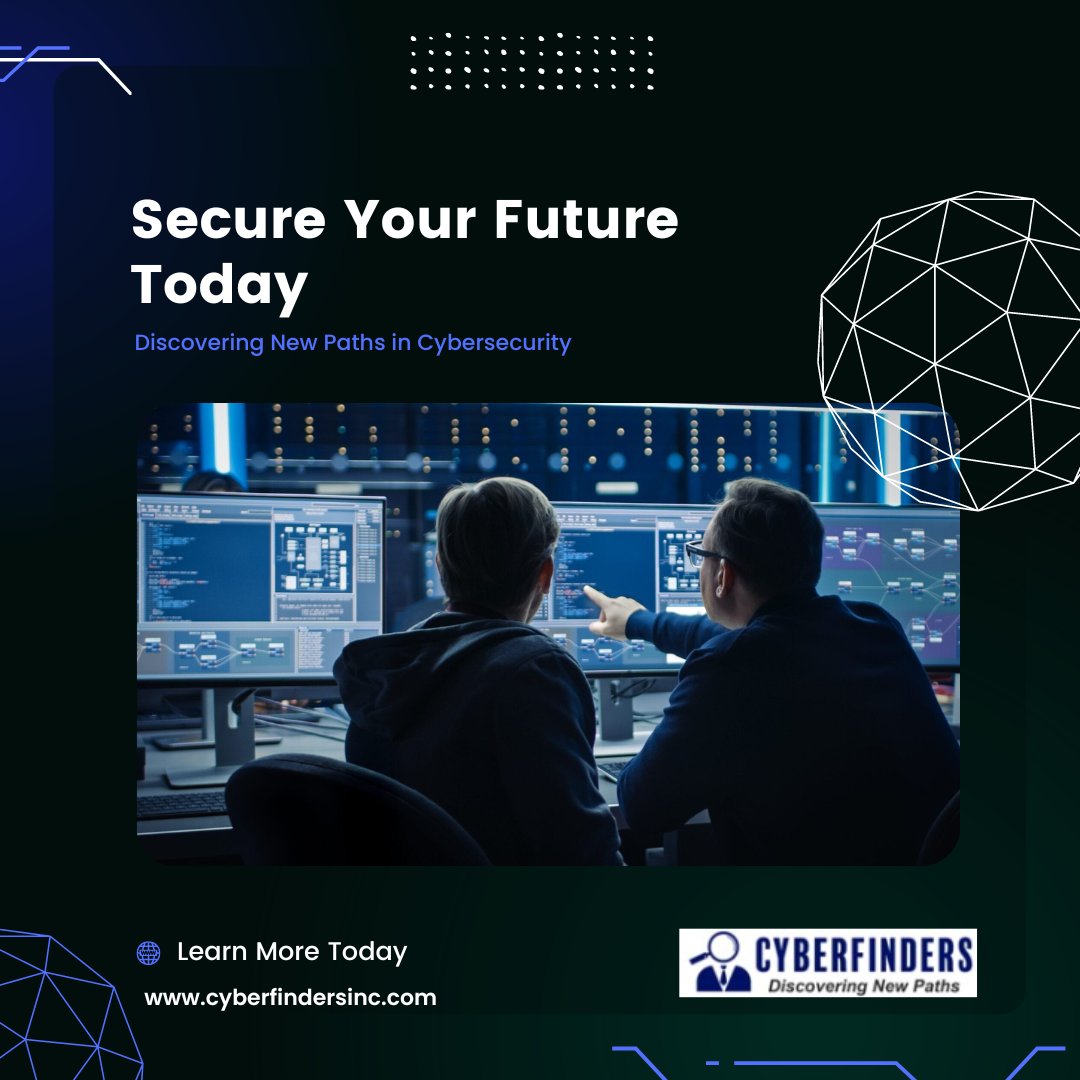 Secure Your Future
Today
Discovering New Paths in Cybersecurity
Learn More Today
www.cyberfindersinc.com
CYBERFINDERS
Discovering New Paths